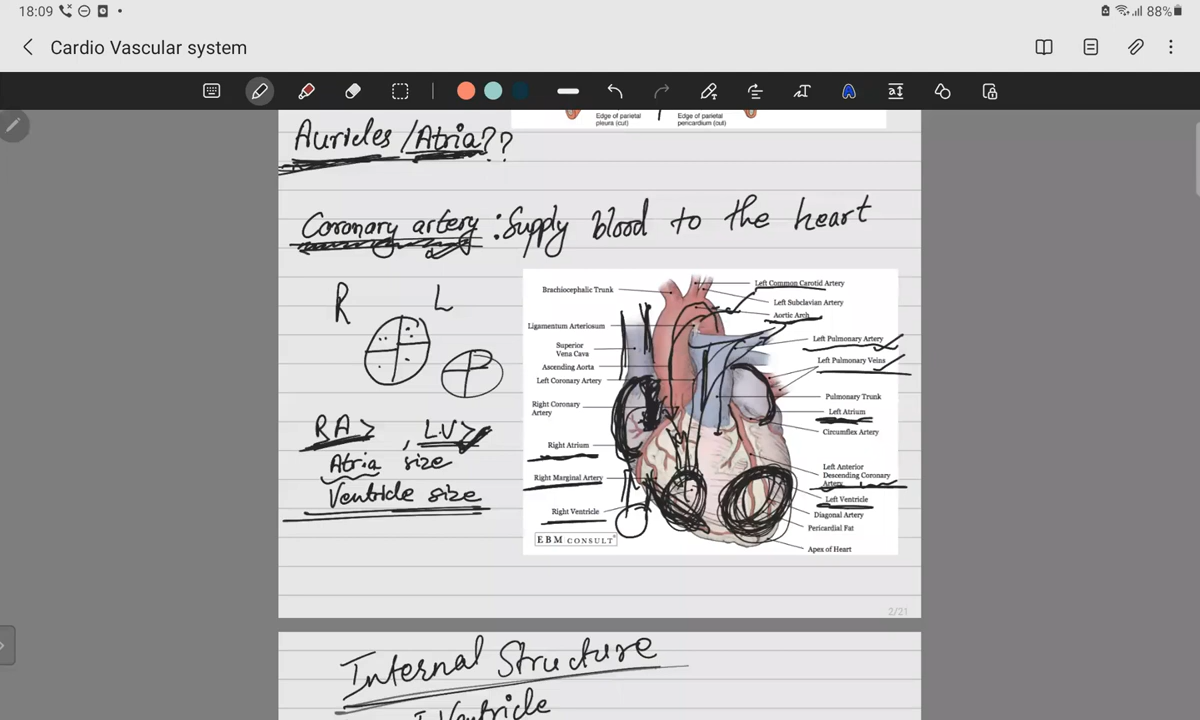 18:09
88%
Cardio Vascular system
Edge of parietal
pleura (cut)
Edge of parietal
pericardium (cut)
Auricles / Atria??
Coronary artery : Supply blood to the heart
R L
RA> , LV>
Atria size
Ventricle size
Brachiocephalic Trunk
Ligamentum Arteriosum
Superior
Vena Cava
Ascending Aorta
Left Coronary Artery
Right Coronary
Artery
Right Atrium
Right Marginal Artery
Right Ventricle
EBM CONSULT
Left Common Carotid Artery
Left Subclavian Artery
Aortic Arch
Left Pulmonary Artery
Left Pulmonary Veins
Pulmonary Trunk
Left Atrium
Circumflex Artery
Left Anterior
Descending Coronary
Artery
Left Ventricle
Diagonal Artery
Pericardial Fat
Apex of Heart
2/21
Internal Structure
Ventricle